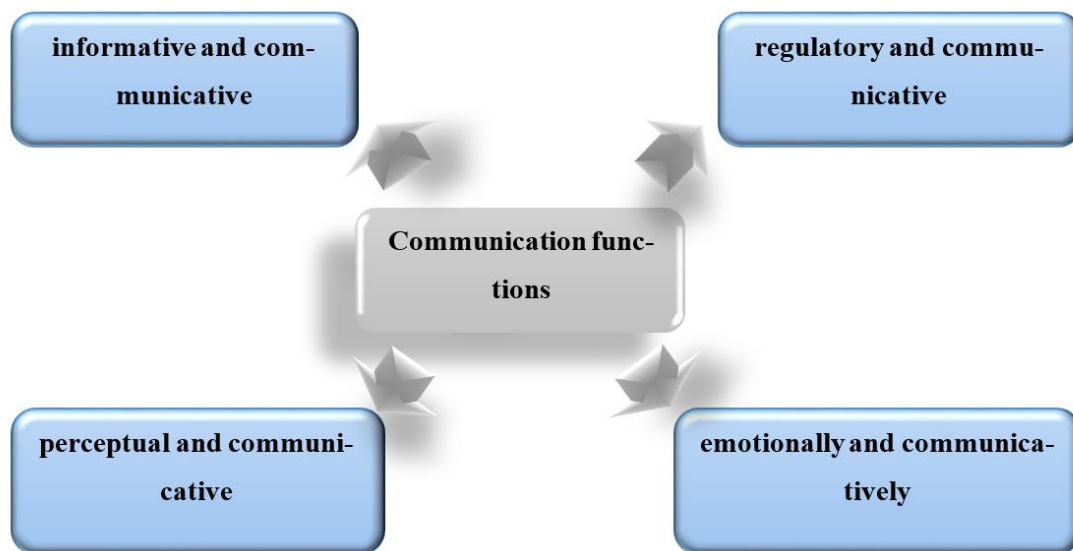 informative and com-
municative
regulatory and commu-
nicative
Communication func-
tions
perceptual and communi-
cative
emotionally and communica-
tively